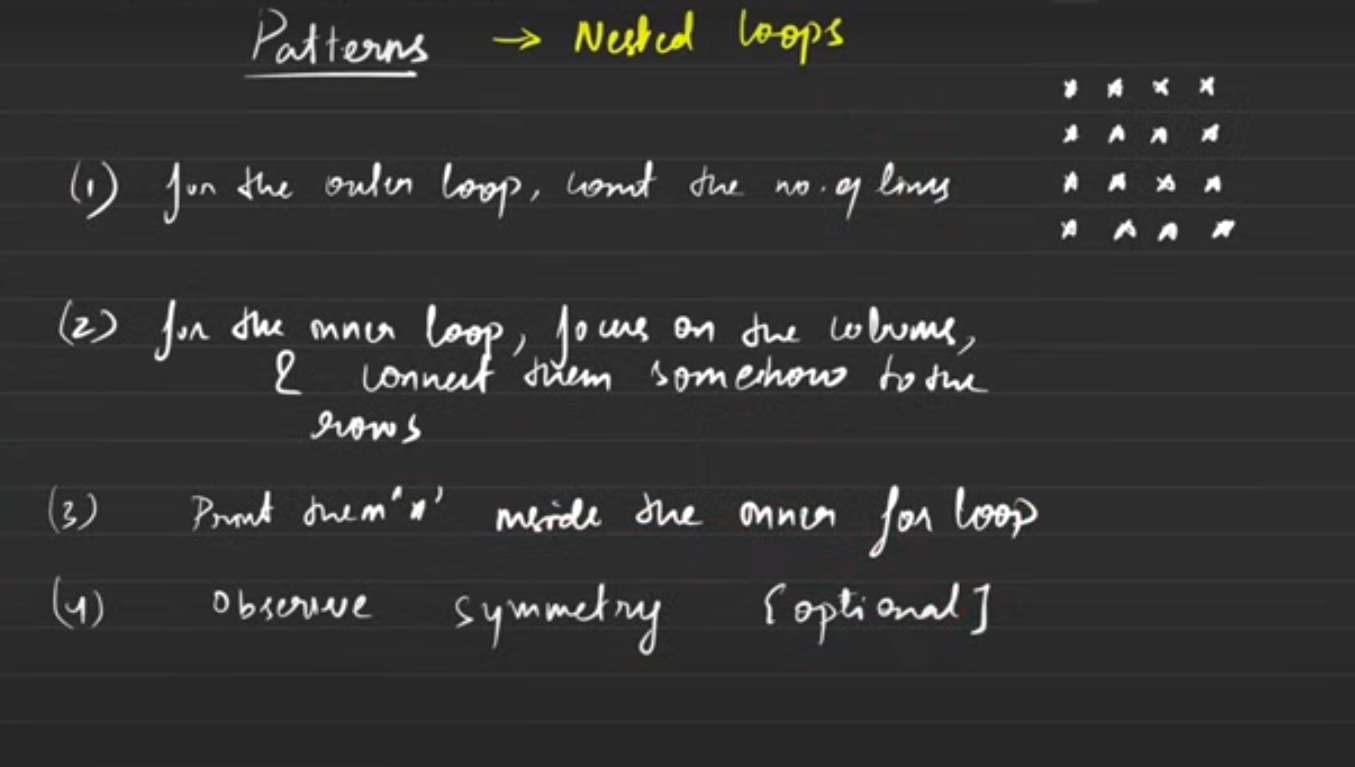 Patterns → Nested loops
* * * *
* * * *
(1) for the outer loop, count the no. of lines
* * * *
* * * *
(2) for the inner loop, focus on the columns,
& connect them somehow to the
rows
(3) Print them '*' inside the inner for loop
(4) Observe symmetry [optional]